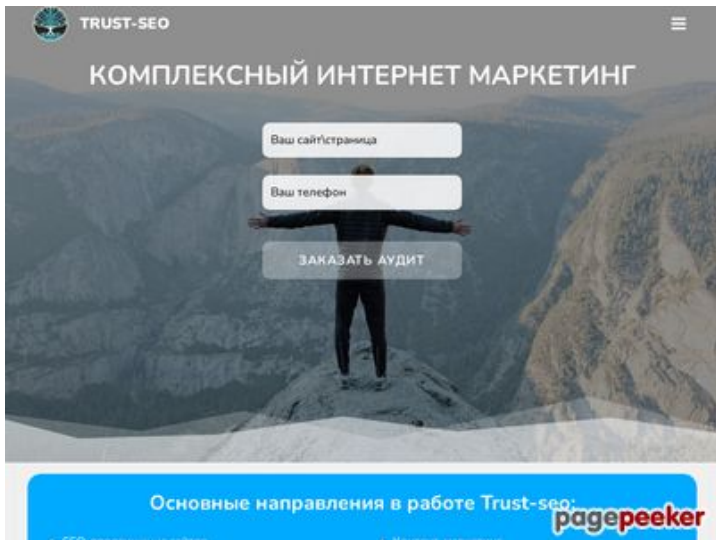 TRUST-SEO
КОМПЛЕКСНЫЙ ИНТЕРНЕТ МАРКЕТИНГ
Ваш сайт\страница
Ваш телефон
ЗАКАЗАТЬ АУДИТ
Основные направления в работе Trust-seo:
pagepeeker